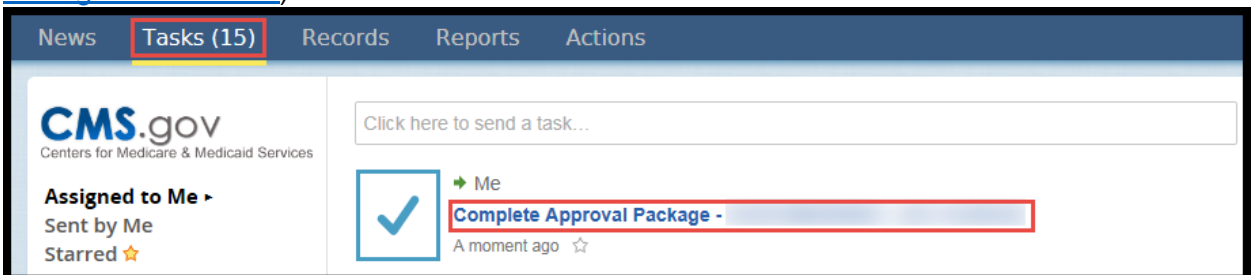 News Tasks (15) Records Reports Actions
CMS.gov
Centers for Medicare & Medicaid Services
Click here to send a task...
Assigned to Me
Sent by Me
Starred
Me
Complete Approval Package -
A moment ago